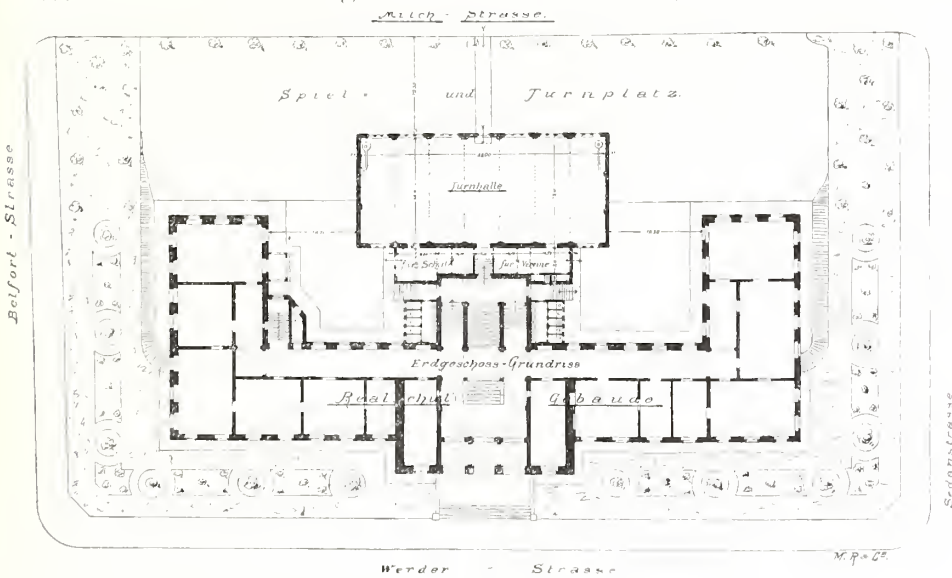 Milch - Strasse.
Spiel - und Turnplatz.
Turnhalle
für Schule für Vereine
Erdgeschoss-Grundriss
Realschul Gebäude
Belfort - Strasse
Sedanstrasse
Werder - Strasse
M. R & Cº.